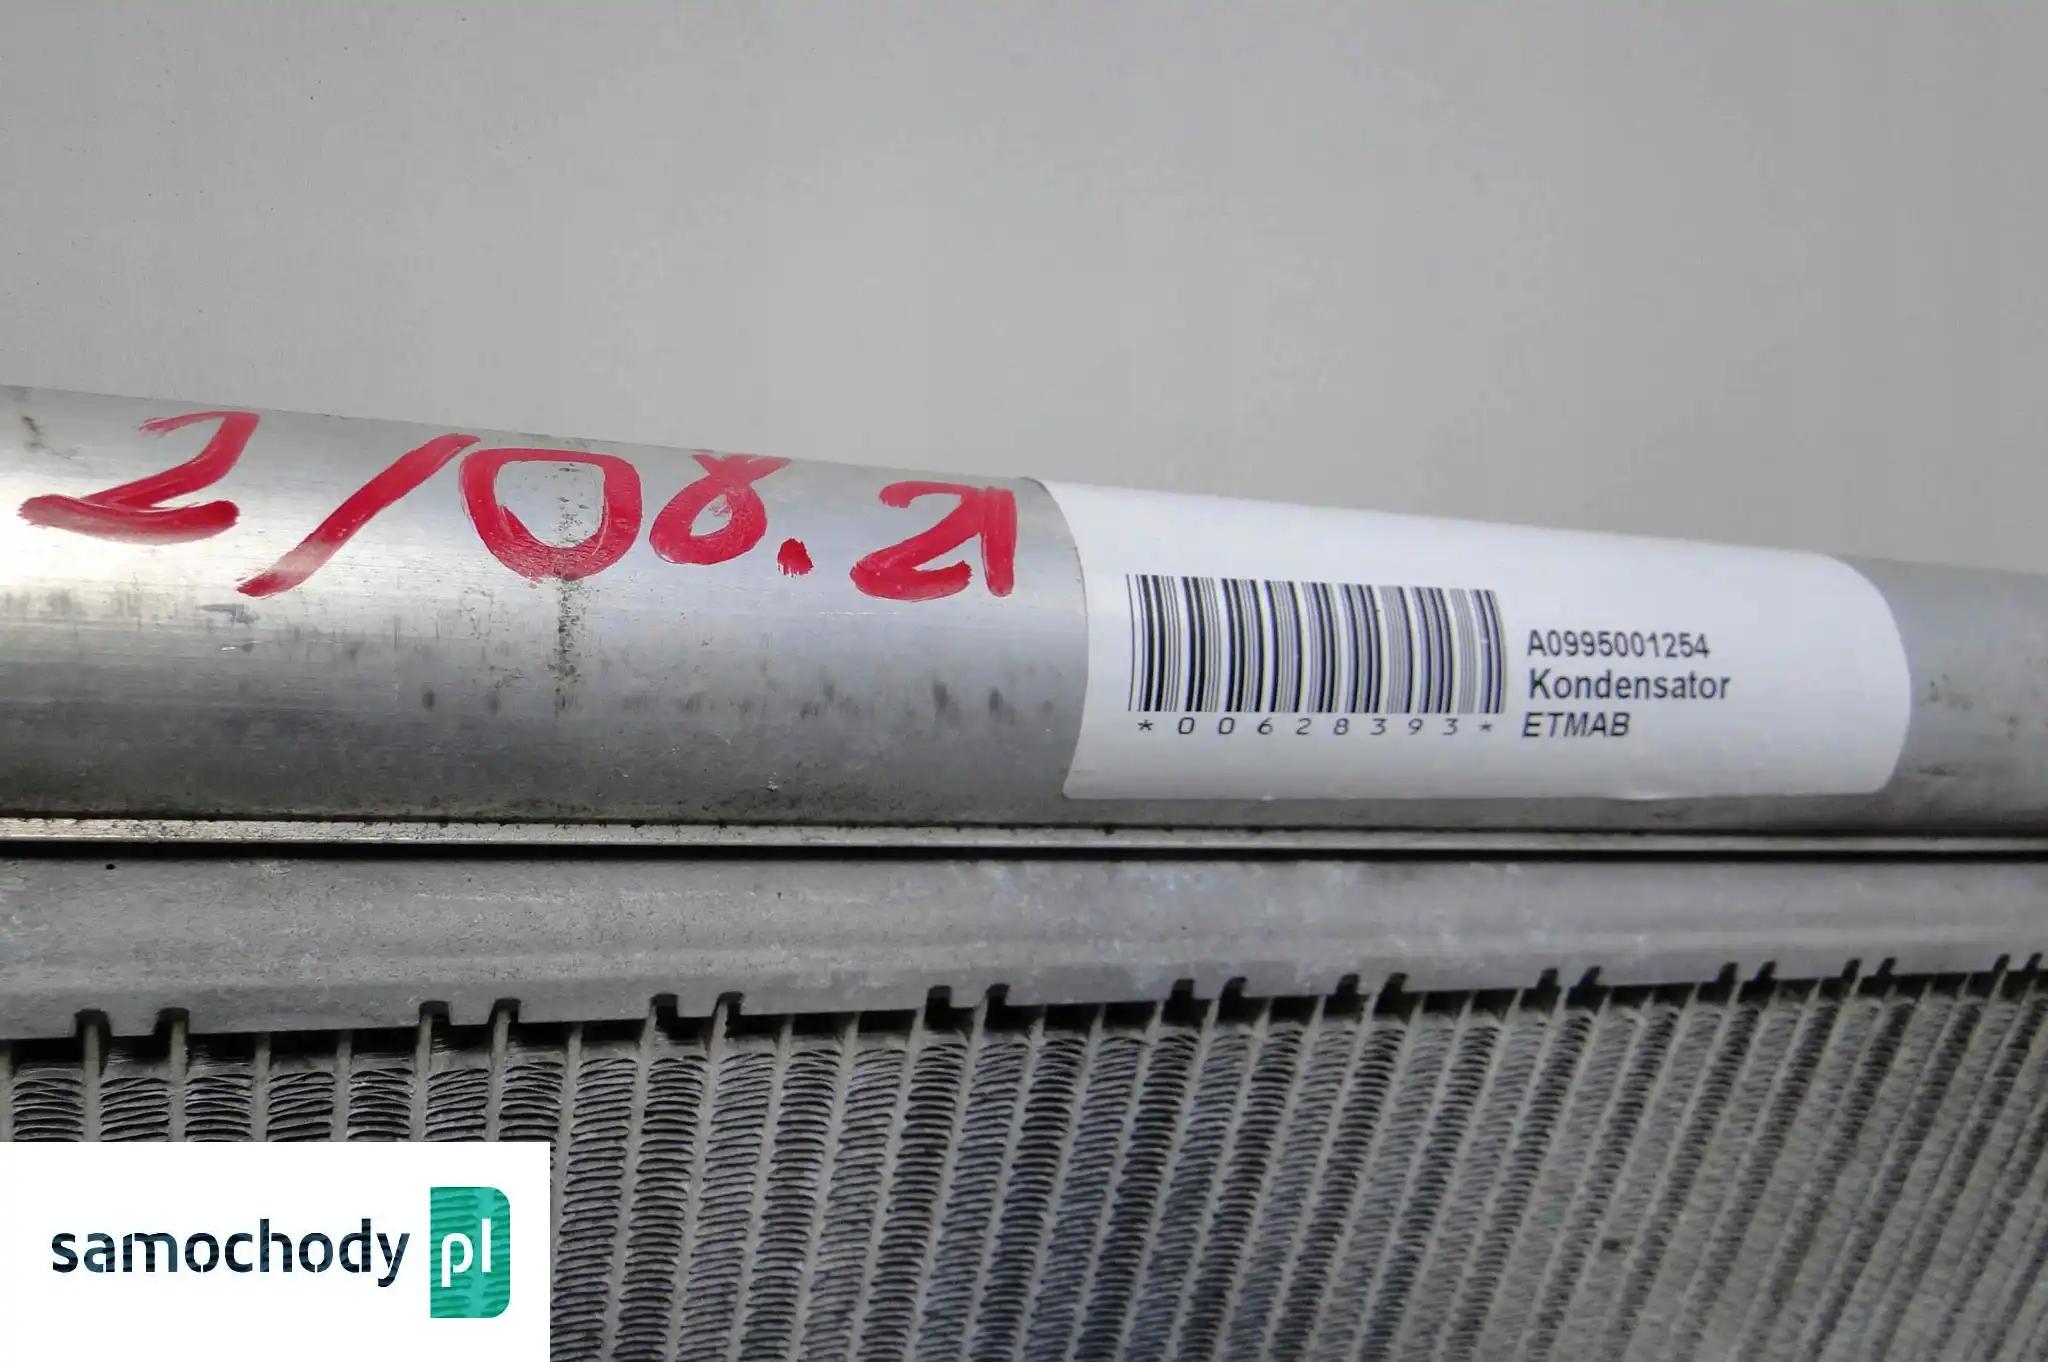 2/08.21
A0995001254
Kondensator
*00628393*
ETMAB
samochody pl